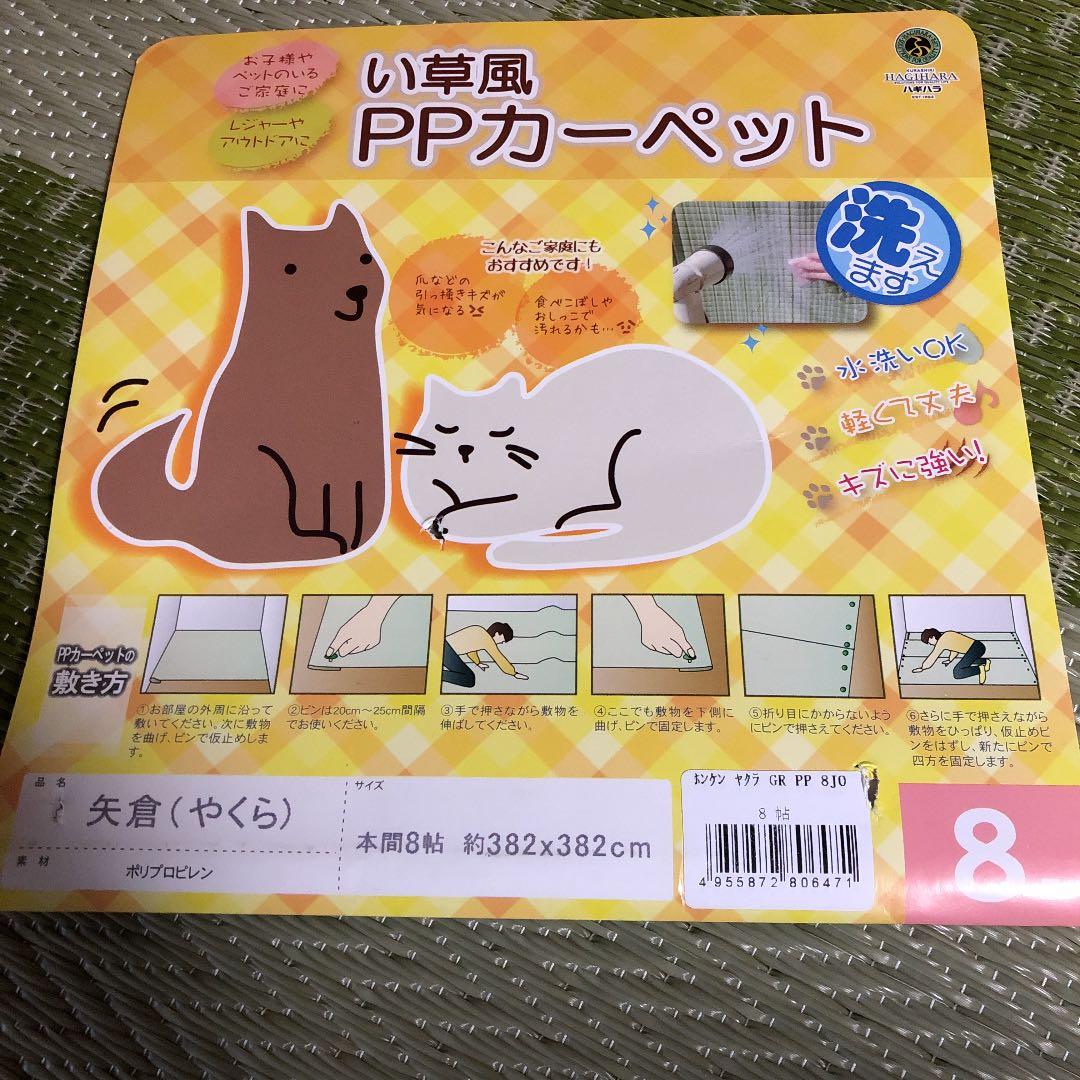 お子様や
ペットのいる
ご家庭に
レジャーや
アウトドアに
い草風
PPカーペット
KURASHIKI
HAGIHARA
ハギハラ
洗えます
こんなご家庭にも
おすすめです!
爪などの
引っ掻きキズが
気になる
食べこぼしや
おしっこで
汚れるかも…
水洗いOK
軽くて丈夫
キズに強い!
PPカーペットの
敷き方
①お部屋の外周に沿って
敷いてください。次に敷物
を曲げ、ピンで仮止めしま
す。
②ピンは20cm〜25cm間隔
でお使いください。
③手で押さながら敷物を
伸ばしてください。
④ここでも敷物を下側に
曲げ、ピンで固定します。
⑤折り目にかからないよう
にピンで押さえてください。
⑥さらに手で押さえながら
敷物をひっぱり、仮止めピ
ンをはずし、新たにピンで
四方を固定します。
品名
矢倉(やくら)
素材
ポリプロピレン
サイズ
本間8帖 約382x382cm
ホンケン ヤクラ GR PP 8J0
8 帖
4 955872 806471
8